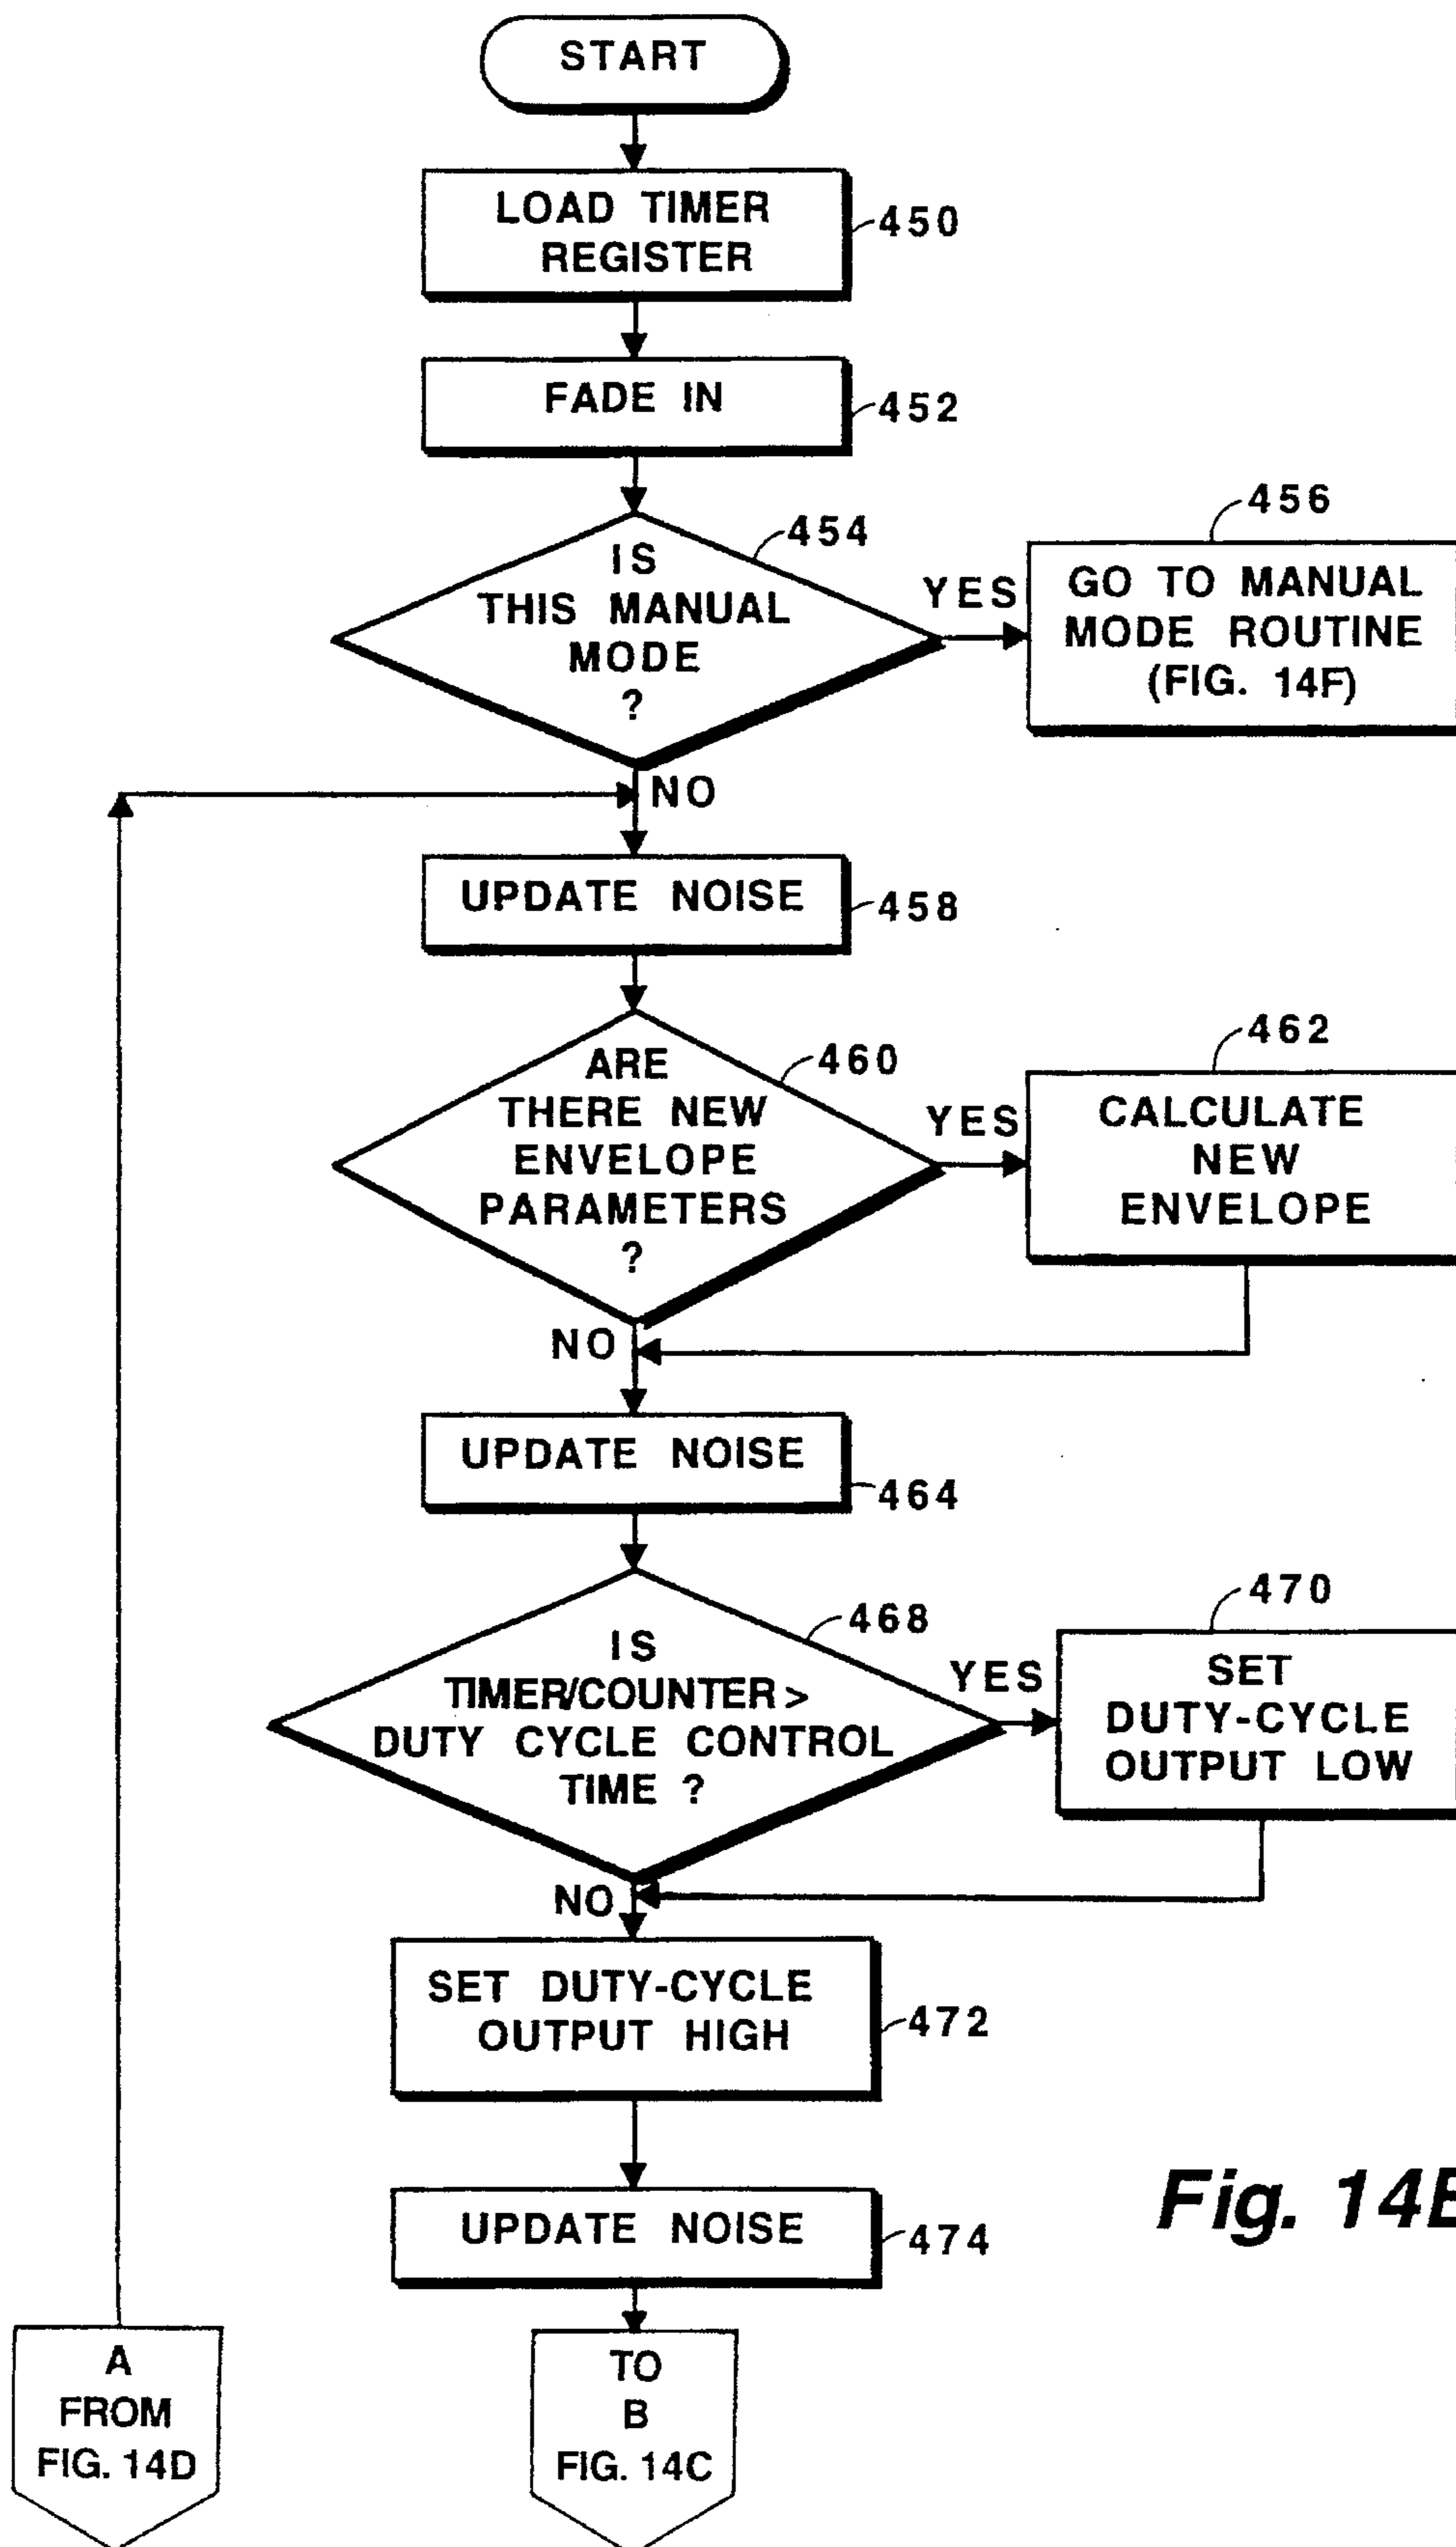 START
LOAD TIMER
REGISTER
450
FADE IN
452
IS
THIS MANUAL
MODE
?
454
YES
456
GO TO MANUAL
MODE ROUTINE
(FIG. 14F)
NO
UPDATE NOISE
458
ARE
THERE NEW
ENVELOPE
PARAMETERS
?
460
YES
462
CALCULATE
NEW
ENVELOPE
NO
UPDATE NOISE
464
IS
TIMER/COUNTER >
DUTY CYCLE CONTROL
TIME ?
468
YES
470
SET
DUTY-CYCLE
OUTPUT LOW
NO
SET DUTY-CYCLE
OUTPUT HIGH
472
UPDATE NOISE
474
Fig.
A
FROM
FIG. 14D
TO
B
FIG. 14C